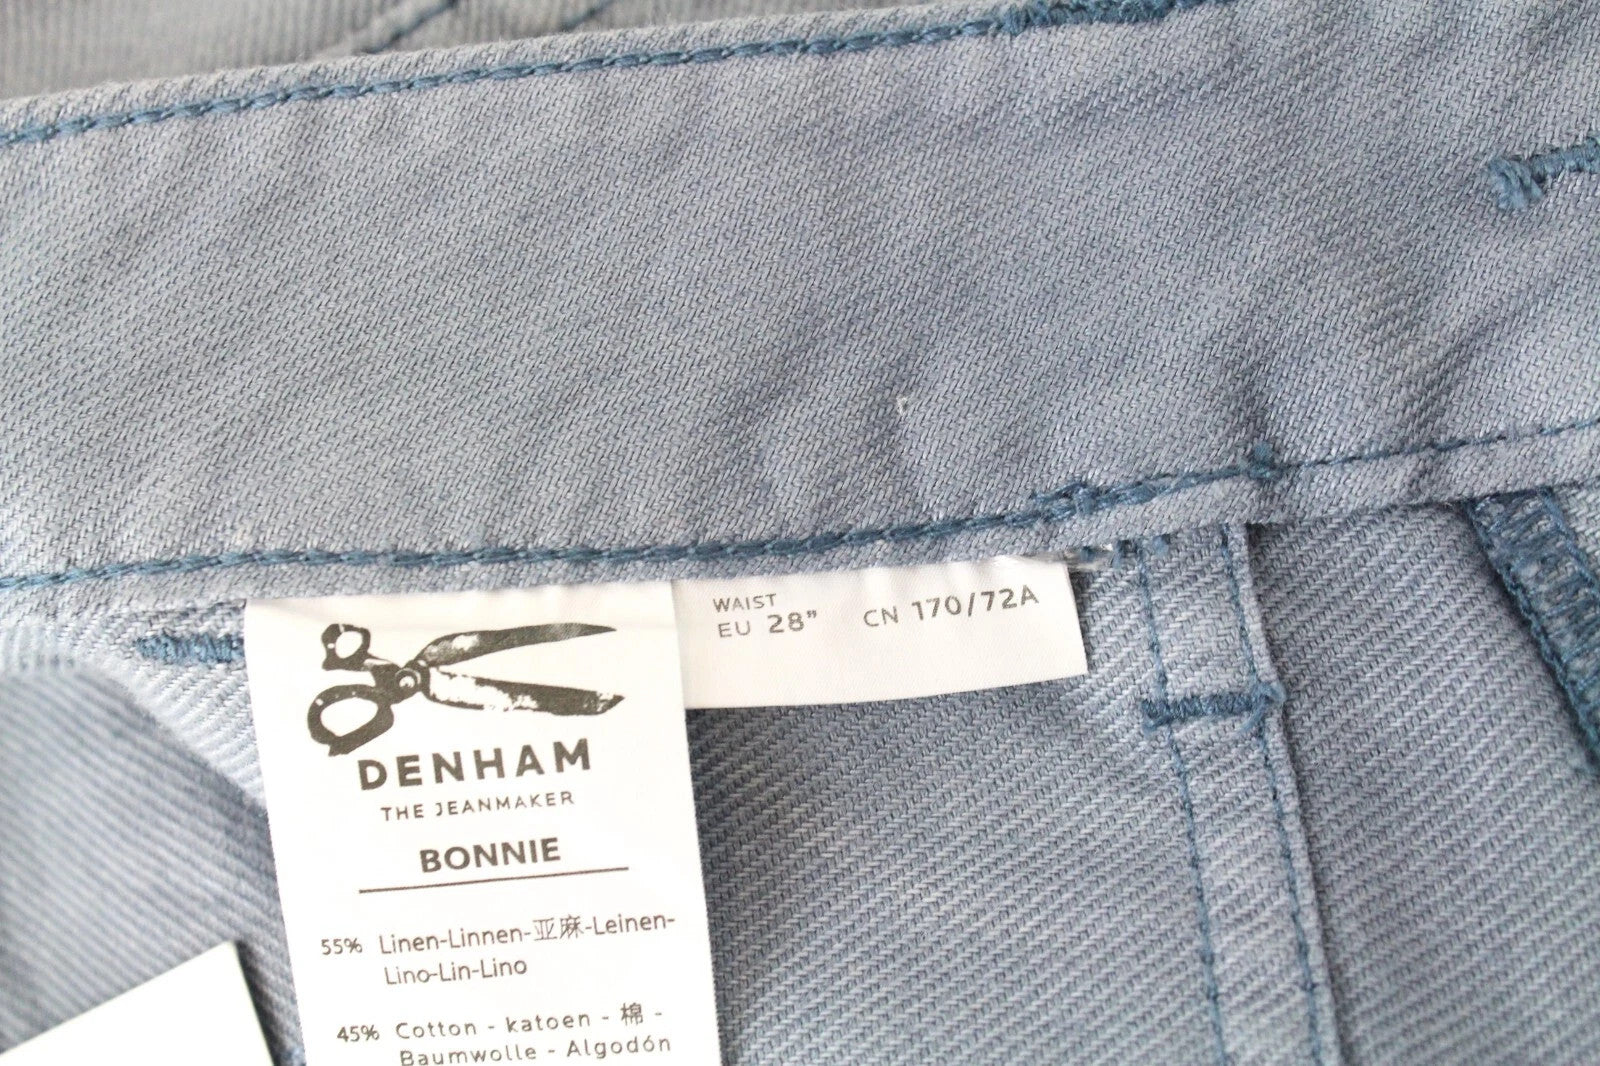 WAIST
EU 28” CN 170/72A
DENHAM
THE JEANMAKER
BONNIE
55% Linen-Linnen-亚麻-Leinen-
Lino-Lin-Lino
45% Cotton - katoen - 棉 -
Baumwolle - Algodón